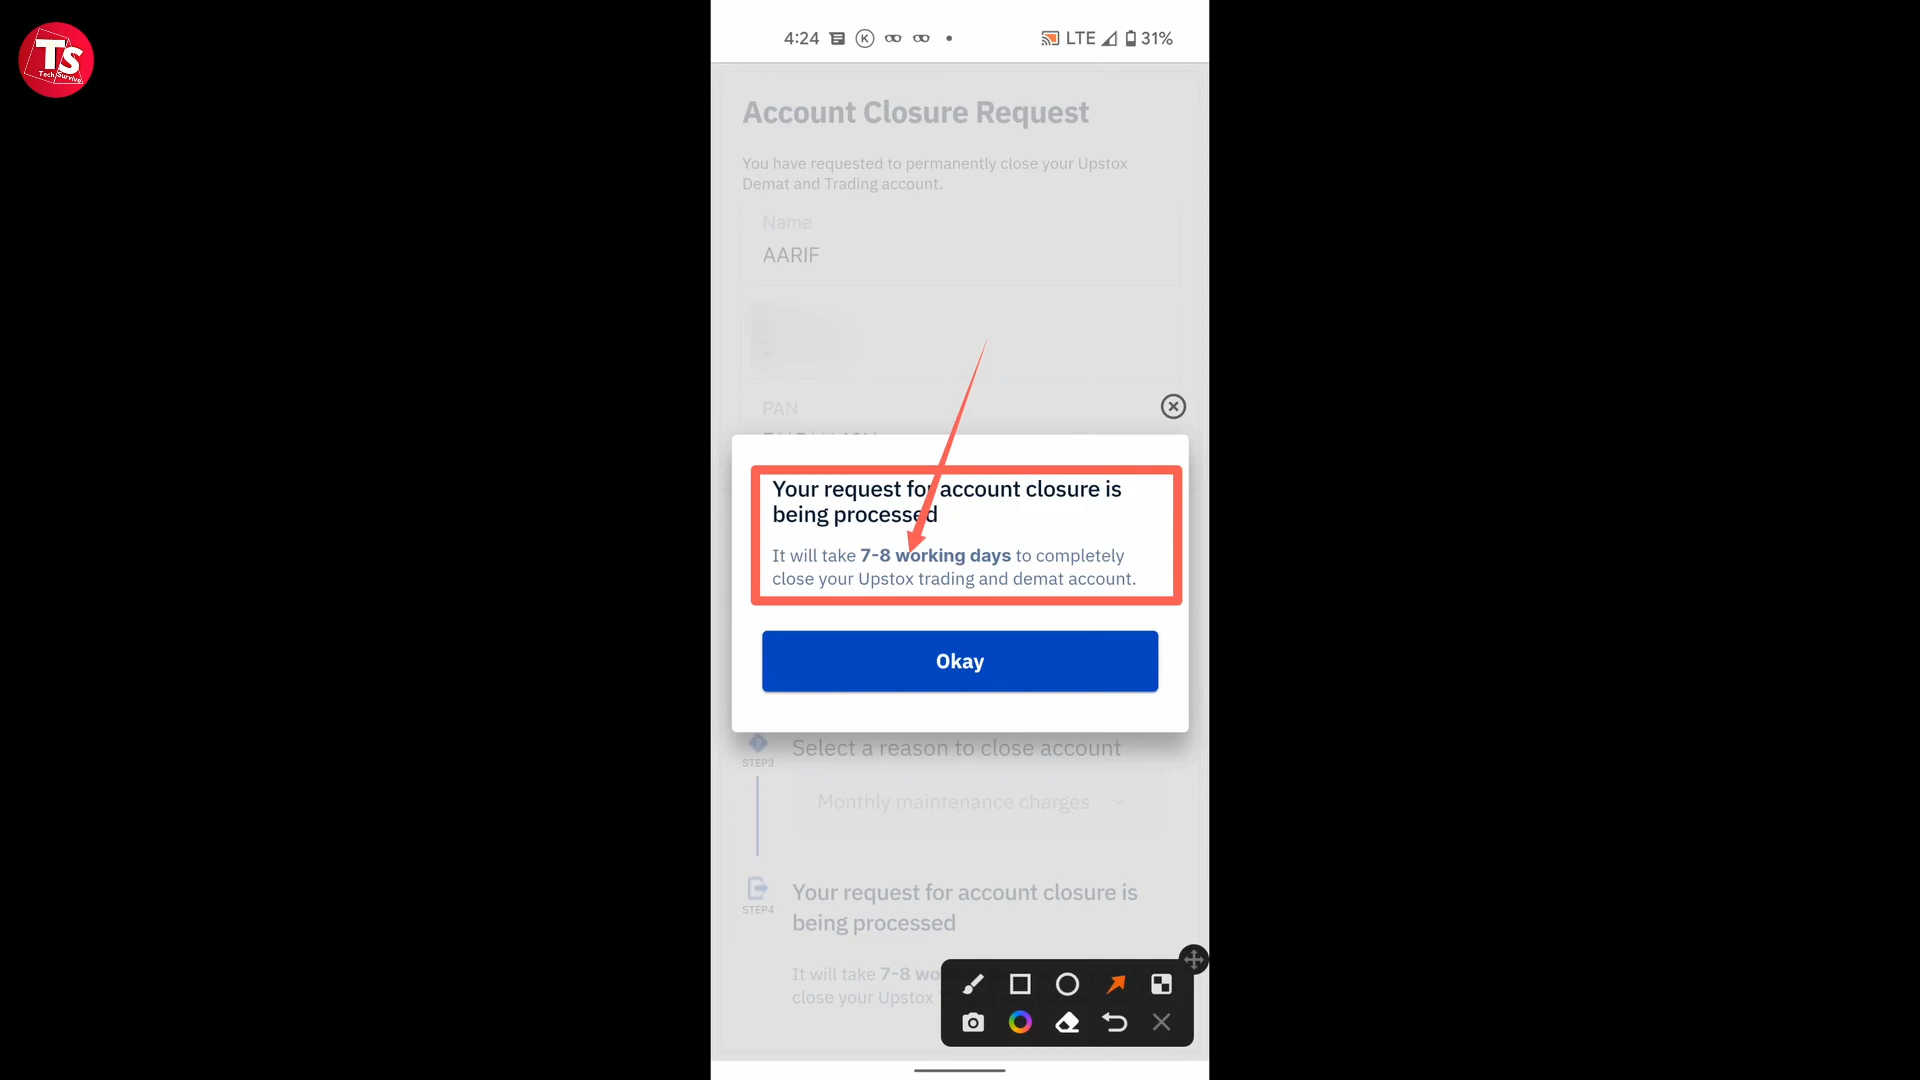 TS
Tech Survive
4:24
K
LTE
31%
Account Closure Request
You have requested to permanently close your Upstox
Demat and Trading account.
Name
AARIF
PAN
Your request for account closure is
being processed
It will take 7-8 working days to completely
close your Upstox trading and demat account.
Okay
Select a reason to close account
STEP3
Monthly maintenance charges
Your request for account closure is
STEP4
being processed
It will take 7-8
close your Upstox